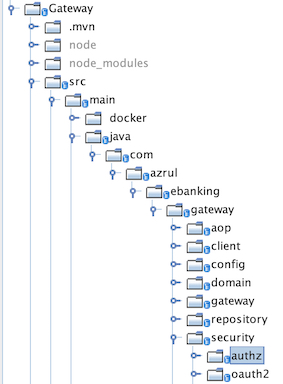 Gateway
.mvn
node
node_modules
src
main
docker
java
com
azrul
ebanking
gateway
aop
client
config
domain
gateway
repository
security
authz
oauth2